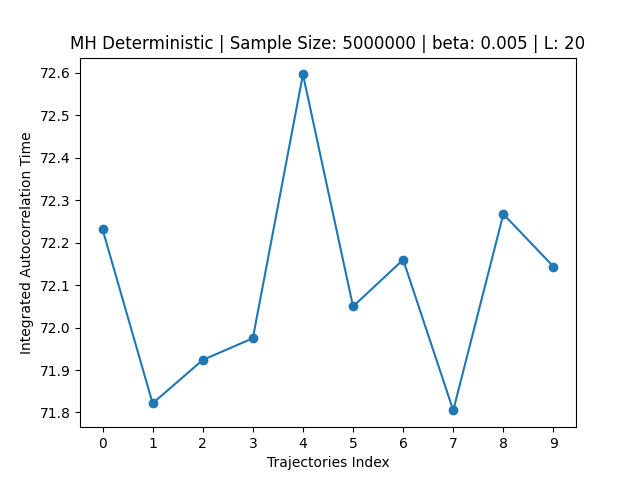 MH Deterministic | Sample Size: 5000000 | beta: 0.005 | L: 20
Integrated Autocorrelation Time
72.6
72.5
72.4
72.3
72.2
72.1
72.0
71.9
71.8
0 1 2 3 4 5 6 7 8 9
Trajectories Index